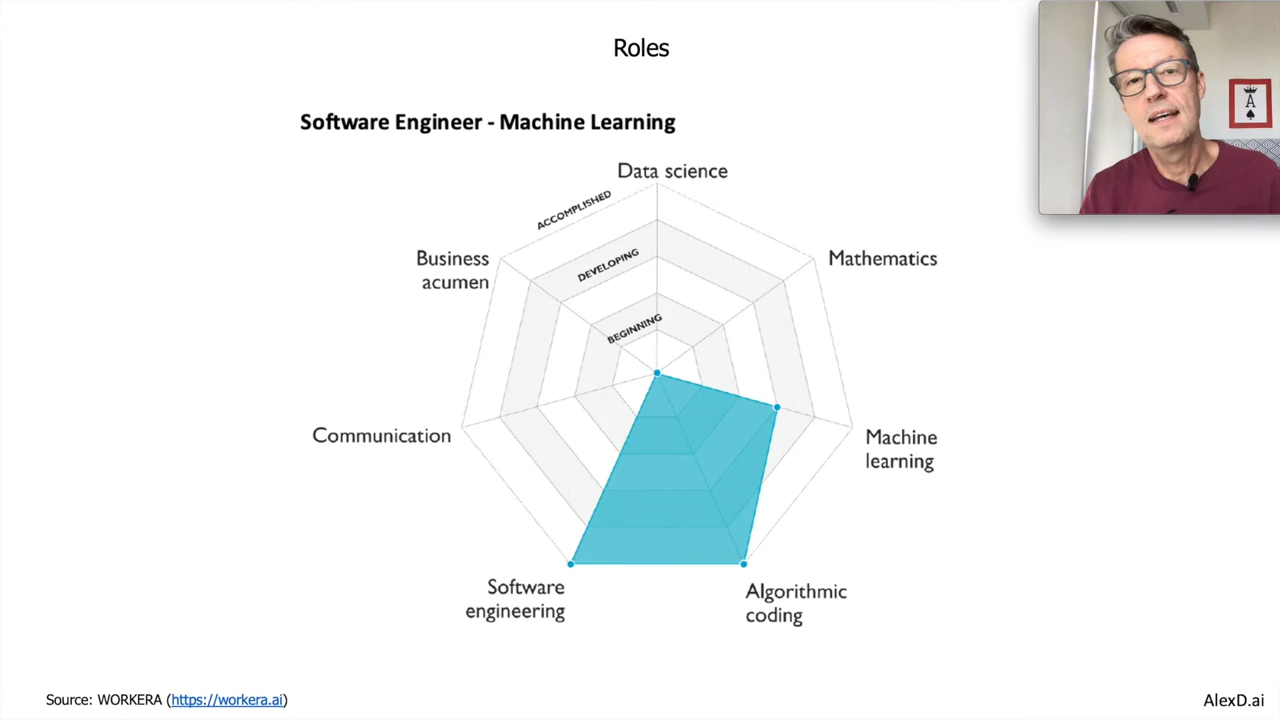 Roles
Software Engineer - Machine Learning
Data science
ACCOMPLISHED
DEVELOPING
BEGINNING
Business
acumen
Mathematics
Communication
Machine
learning
Software
engineering
Algorithmic
coding
A
Source: WORKERA (https://workera.ai)
AlexD.ai